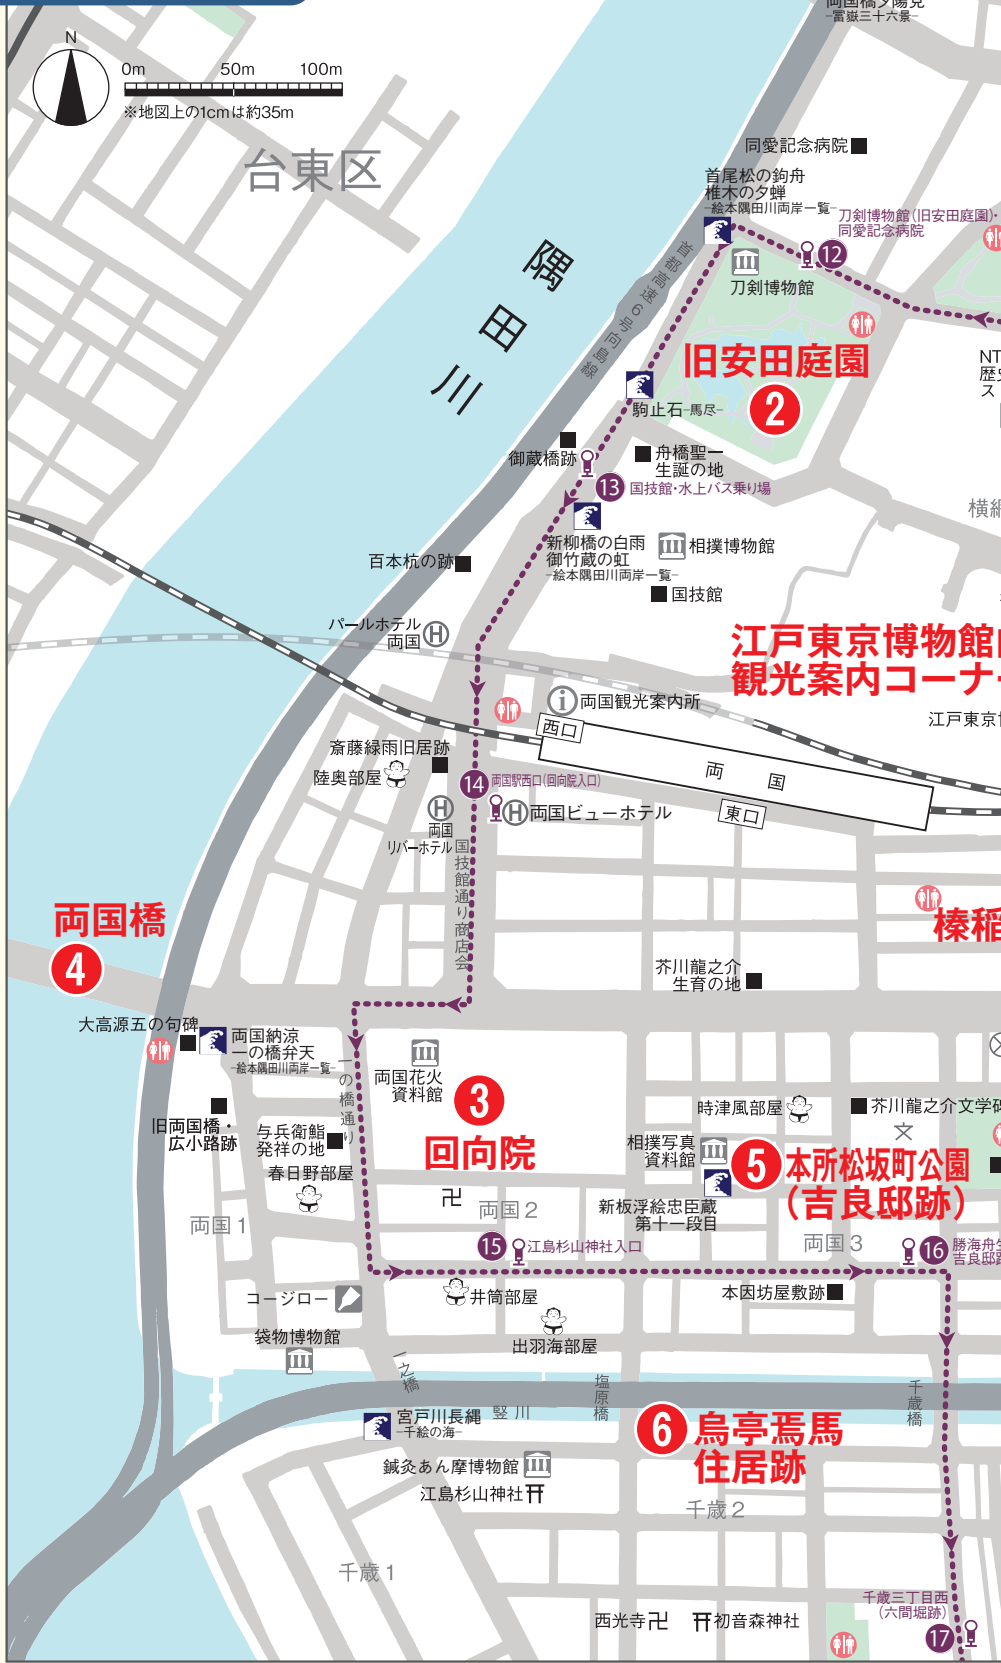 両国橋夕陽見
-冨嶽三十六景-
N
0m 50m 100m
※地図上の1cmは約35m
台東区
同愛記念病院
首尾松の鉤舟
椎木の夕蝉
-絵本隅田川両岸一覧-
刀剣博物館(旧安田庭園)・
同愛記念病院
12
刀剣博物館
隅田川
首都高速6号向島線
旧安田庭園
2
駒止石-馬尽-
御蔵橋跡
舟橋聖一
生誕の地
13
国技館・水上バス乗り場
新柳橋の白雨
御竹蔵の虹
-絵本隅田川両岸一覧-
相撲博物館
国技館
百本杭の跡
パールホテル
両国
H
江戸東京博物館
観光案内コーナー
江戸東京
i
両国観光案内所
西口
両国
東口
斎藤緑雨旧居跡
陸奥部屋
14
両国駅西口(回向院入口)
H
両国ビューホテル
H
両国
リバーホテル
国技館通り商店会
両国橋
4
榛稲
芥川龍之介
生育の地
大高源五の句碑
両国納涼
一の橋弁天
-絵本隅田川両岸一覧-
一の橋通り
両国花火
資料館
3
回向院
旧両国橋・
広小路跡
与兵衛鮨
発祥の地
春日野部屋
時津風部屋
芥川龍之介文学碑
文
相撲写真
資料館
5
本所松坂町公園
(吉良邸跡)
新板浮絵忠臣蔵
第十一段目
両国1
両国2
両国3
15
江島杉山神社入口
16
勝海舟生
吉良邸跡
コージロー
井筒部屋
本因坊屋敷跡
袋物博物館
出羽海部屋
一之橋
塩原橋
千歳橋
宮戸川長縄
-千絵の海-
竪川
6
烏亭焉馬
住居跡
鍼灸あん摩博物館
江島杉山神社
千歳2
千歳1
千歳三丁目西
(六間堀跡)
17
西光寺
初音森神社
NT
歴史
ス
横網